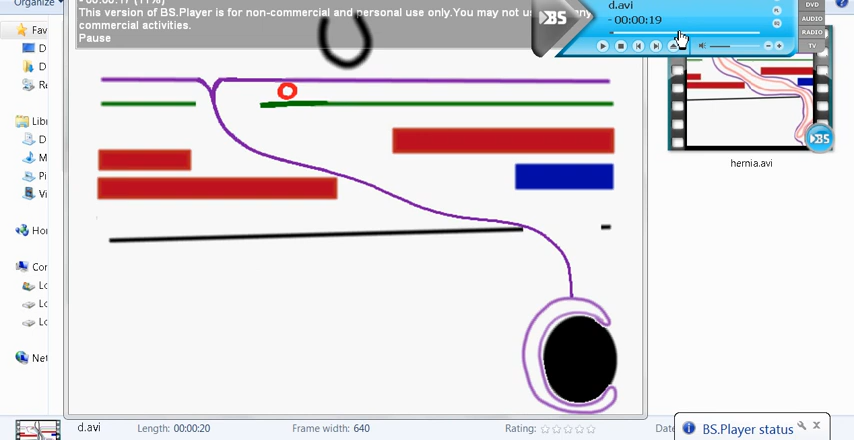 Organize
- 00:00:17 (11%)
This version of BS.Player is for non-commercial and personal use only.You may not
commercial activities.
Pause
BS
d.avi
- 00:00:19
DVD
AUDIO
RADIO
TV
Fav
D
D
Re
Libr
D
M
Pi
Vi
Hor
Cor
Lo
Lo
Lo
Net
BS
hernia.avi
d.avi Length: 00:00:20 Frame width: 640 Rating: Date
BS.Player status